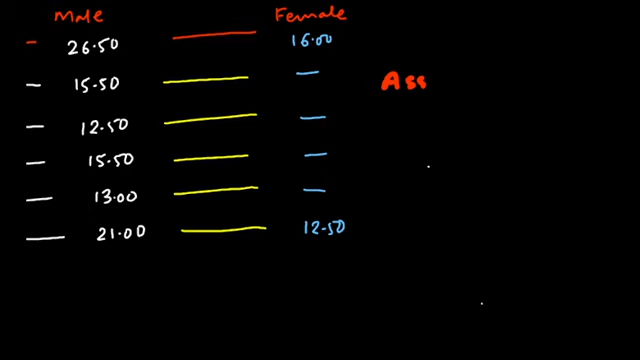 Male Female
- 26.50 — 16.00
- 15.50 — -
- 12.50 — -
- 15.50 — -
- 13.00 — -
- 21.00 — 12.50
Ass